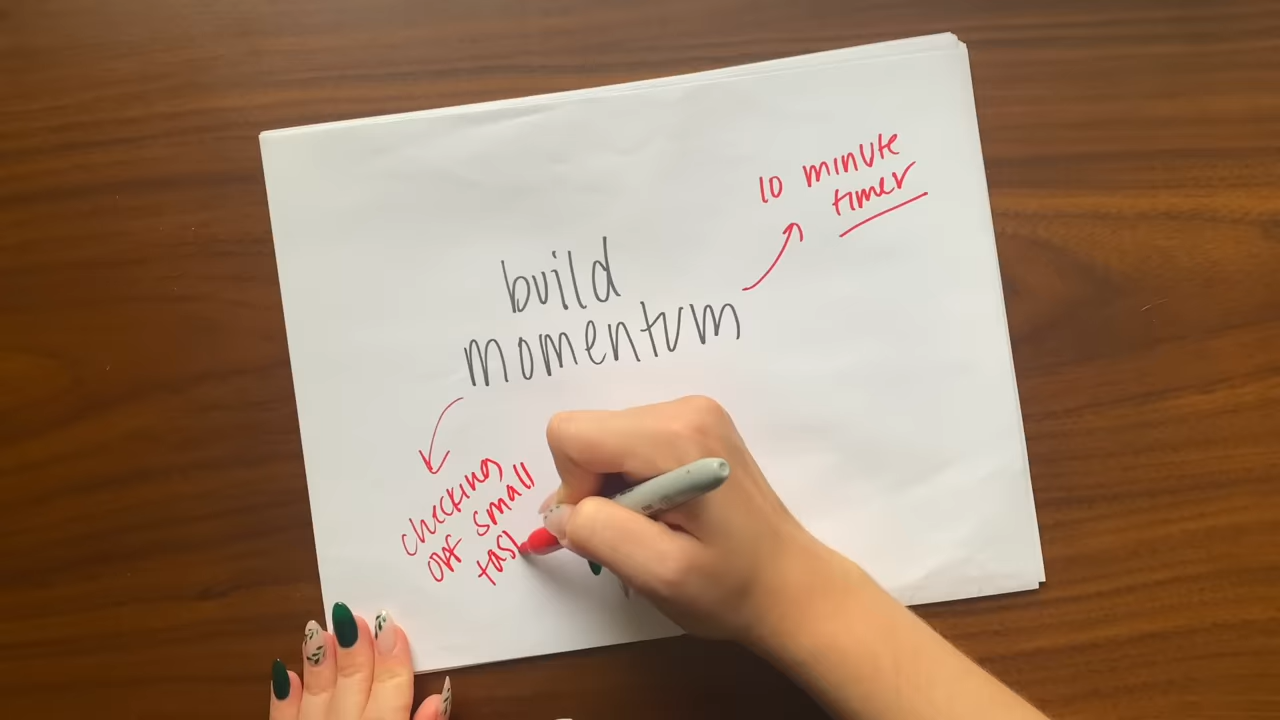 10 minute
timer
build
momentum
checking
off small